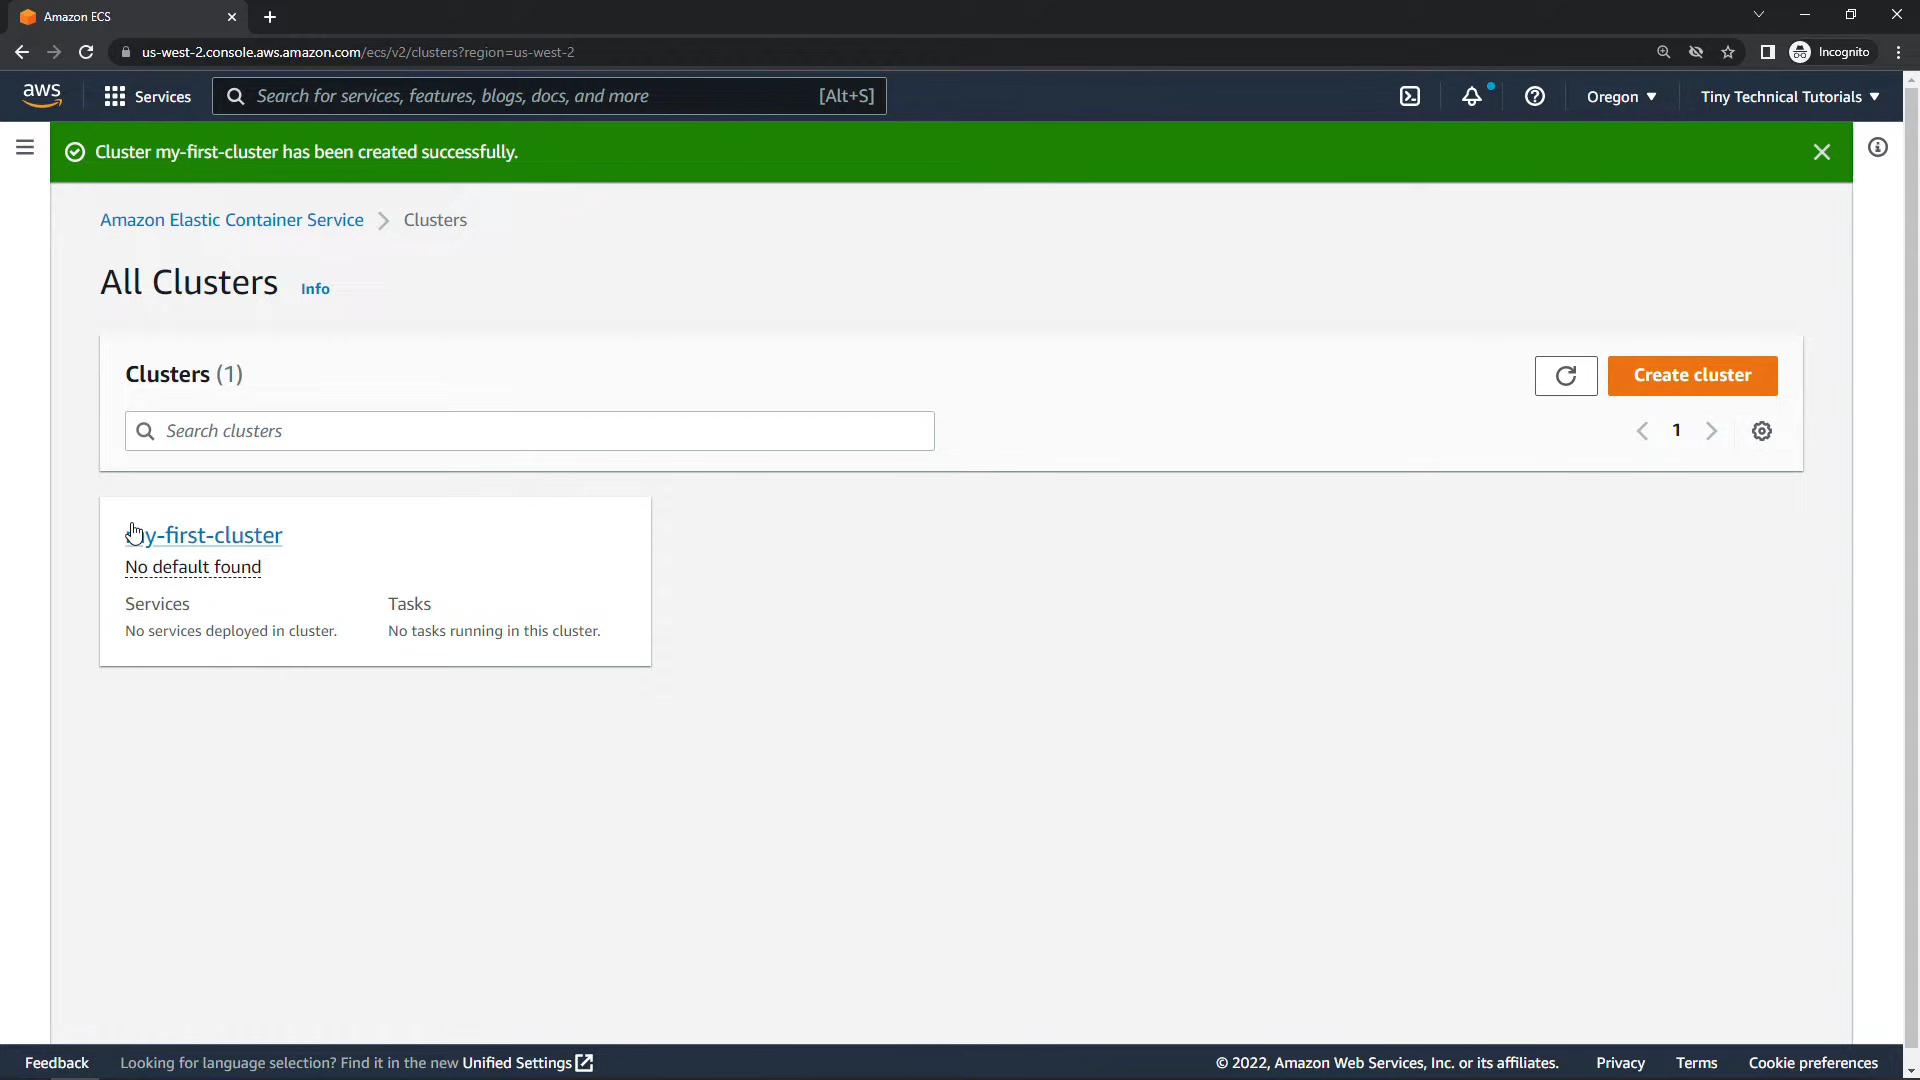 Amazon ECS
us-west-2.console.aws.amazon.com/ecs/v2/clusters?region=us-west-2
Incognito
aws
Services
Search for services, features, blogs, docs, and more
[Alt+S]
Oregon
Tiny Technical Tutorials
Cluster my-first-cluster has been created successfully.
Amazon Elastic Container Service
Clusters
All Clusters
Info
Clusters (1)
Create cluster
Search clusters
1
my-first-cluster
No default found
Services
Tasks
No services deployed in cluster.
No tasks running in this cluster.
Feedback
Looking for language selection? Find it in the new Unified Settings
© 2022, Amazon Web Services, Inc. or its affiliates.
Privacy
Terms
Cookie preferences